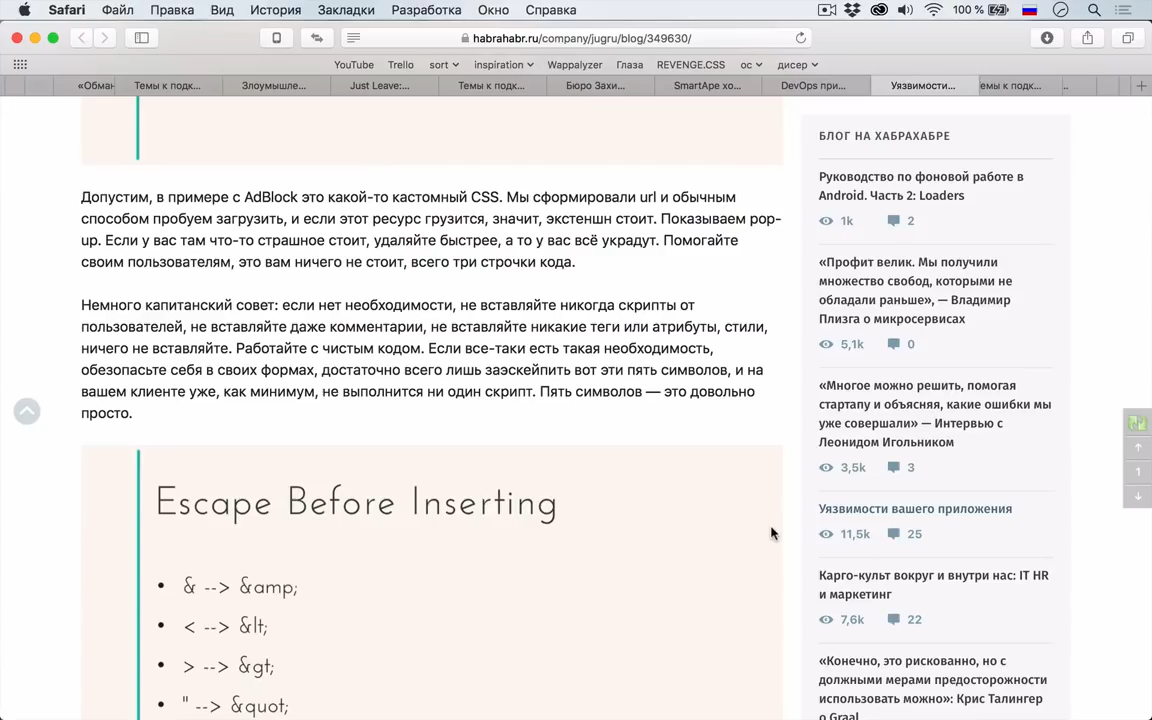 Safari Файл Правка Вид История Закладки Разработка Окно Справка 100 %
habrahabr.ru/company/jugru/blog/349630/
YouTube Trello sort inspiration Wappalyzer Глаза REVENGE.CSS ос дисер
«Обман Темы к подк... Злоумышле... Just Leave:... Темы к подк... Бюро Захи... SmartApe хо... DevOps при... Уязвимости... емы к подк... ..
Допустим, в примере с AdBlock это какой-то кастомный CSS. Мы сформировали url и обычным
способом пробуем загрузить, и если этот ресурс грузится, значит, экстеншн стоит. Показываем pop-
up. Если у вас там что-то страшное стоит, удаляйте быстрее, а то у вас всё украдут. Помогайте
своим пользователям, это вам ничего не стоит, всего три строчки кода.
Немного капитанский совет: если нет необходимости, не вставляйте никогда скрипты от
пользователей, не вставляйте даже комментарии, не вставляйте никакие теги или атрибуты, стили,
ничего не вставляйте. Работайте с чистым кодом. Если все-таки есть такая необходимость,
обезопасьте себя в своих формах, достаточно всего лишь заэскейпить вот эти пять символов, и на
вашем клиенте уже, как минимум, не выполнится ни один скрипт. Пять символов — это довольно
просто.
Escape Before Inserting
• & --> &amp;
• < --> &lt;
• > --> &gt;
• " --> &quot;
БЛОГ НА ХАБРАХАБРЕ
Руководство по фоновой работе в
Android. Часть 2: Loaders
1k 2
«Профит велик. Мы получили
множество свобод, которыми не
обладали раньше», — Владимир
Плизга о микросервисах
5,1k 0
«Многое можно решить, помогая
стартапу и объясняя, какие ошибки мы
уже совершали» — Интервью с
Леонидом Игольником
3,5k 3
Уязвимости вашего приложения
11,5k 25
Карго-культ вокруг и внутри нас: IT HR
и маркетинг
7,6k 22
«Конечно, это рискованно, но с
должными мерами предосторожности
использовать можно»: Крис Талингер
о Graal
1